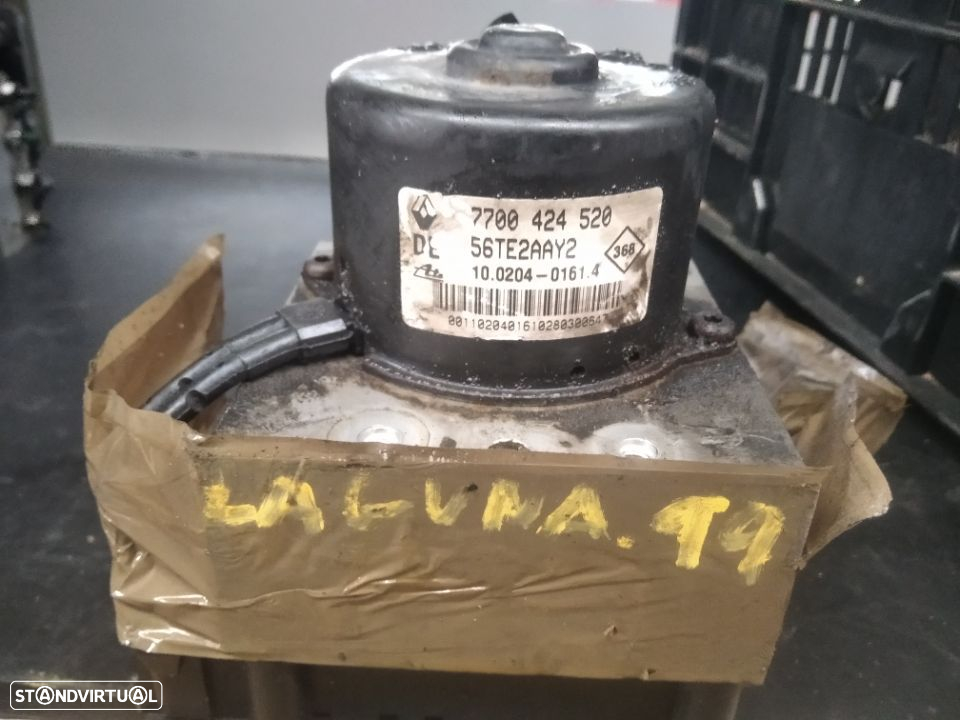 7700 424 520
DE 56TE2AAY2
368
10.0204-0161.4
LAGUNA.99
STANDVIRTUAL